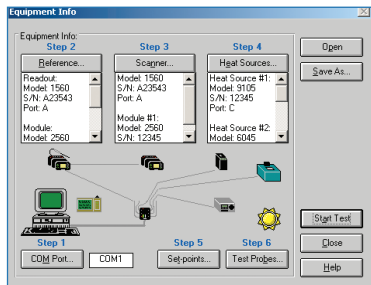 Equipment Info
Equipment Info:
Step 2
Step 3
Step 4
Reference...
Scanner...
Heat Sources...
Readout:
Model: 1560
S/N: A23543
Port: A
Module:
Model: 2560
Model: 1560
S/N: A23543
Port: A
Module #1:
Model: 2560
S/N: 12345
Heat Source #1:
Model: 9105
S/N: 12345
Port: C
Heat Source #2:
Model: 6045
Open
Save As...
Step 1
Step 5
Step 6
COM Port...
COM1
Set-points...
Test Probes...
Start Test
Close
Help